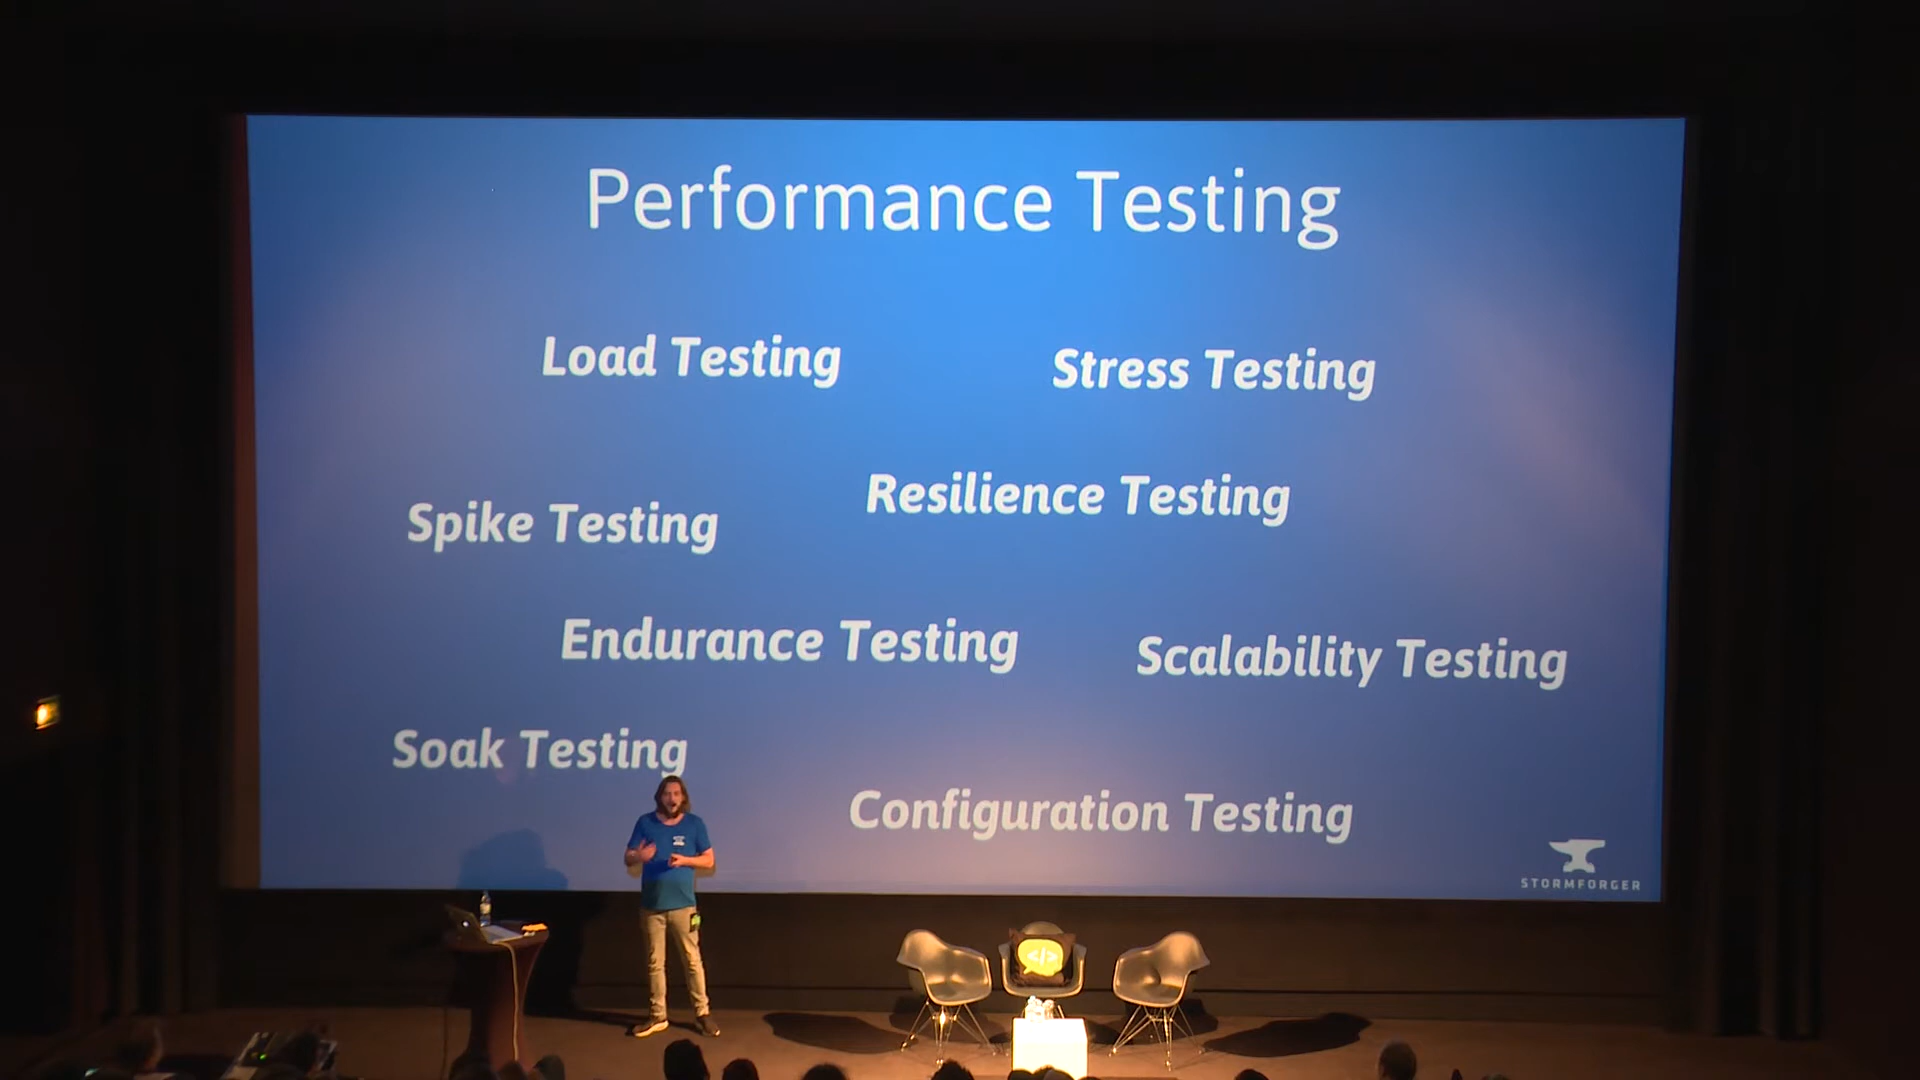 Performance Testing
Load Testing
Stress Testing
Resilience Testing
Spike Testing
Endurance Testing
Scalability Testing
Soak Testing
Configuration Testing
STORMFORGER
</>